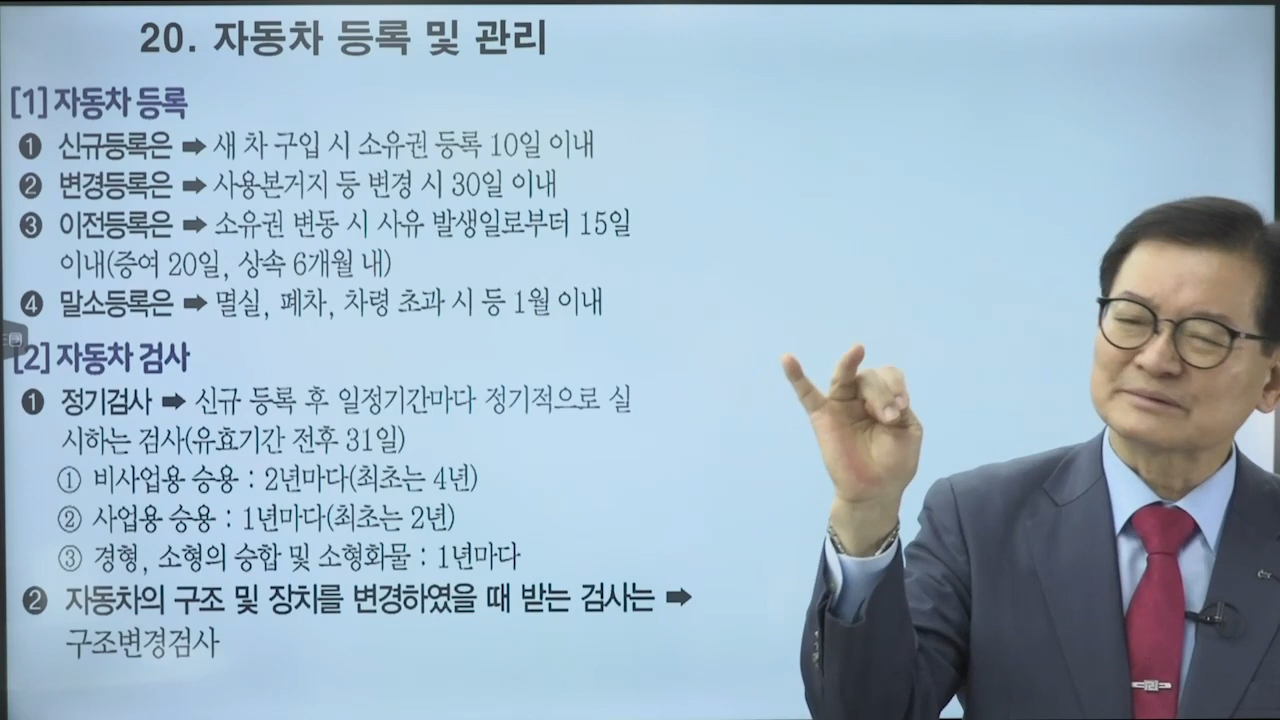 20. 자동차 등록 및 관리
[1] 자동차 등록
❶ 신규등록은 ➡ 새 차 구입 시 소유권 등록 10일 이내
❷ 변경등록은 ➡ 사용본거지 등 변경 시 30일 이내
❸ 이전등록은 ➡ 소유권 변동 시 사유 발생일로부터 15일
이내(증여 20일, 상속 6개월 내)
❹ 말소등록은 ➡ 멸실, 폐차, 차령 초과 시 등 1월 이내
[2] 자동차 검사
❶ 정기검사 ➡ 신규 등록 후 일정기간마다 정기적으로 실
시하는 검사(유효기간 전후 31일)
① 비사업용 승용 : 2년마다(최초는 4년)
② 사업용 승용 : 1년마다(최초는 2년)
③ 경형, 소형의 승합 및 소형화물 : 1년마다
❷ 자동차의 구조 및 장치를 변경하였을 때 받는 검사는 ➡
구조변경검사